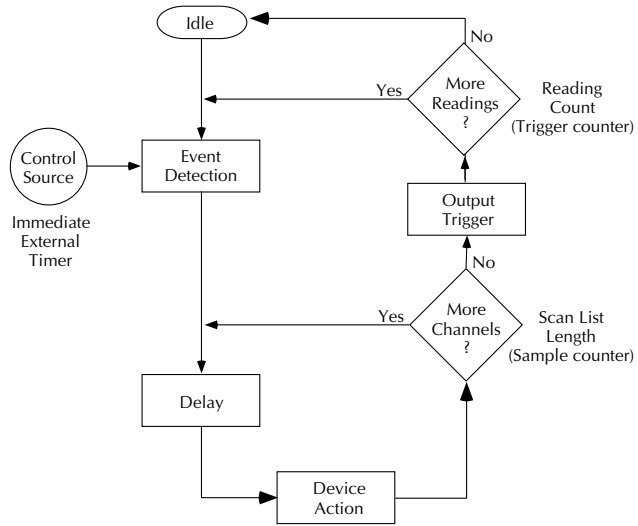 Idle
No
Yes
More
Readings
?
Reading
Count
(Trigger counter)
Control
Source
Event
Detection
Immediate
External
Timer
Output
Trigger
No
Yes
More
Channels
?
Scan List
Length
(Sample counter)
Delay
Device
Action